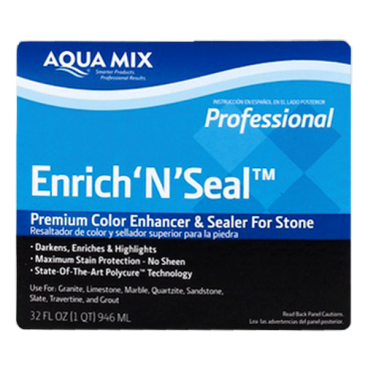 AQUA MIX
Smarter Products.
Professional Results.
INSTRUCCIÓN EN ESPAÑOL EN EL LADO POSTERIOR
Professional
Enrich‘N’Seal™
Premium Color Enhancer & Sealer For Stone
Resaltador de color y sellador superior para la piedra
• Darkens, Enriches & Highlights
• Maximum Stain Protection - No Sheen
• State-Of-The-Art Polycure™ Technology
Use For: Granite, Limestone, Marble, Quartzite, Sandstone,
Slate, Travertine, and Grout
32 FL OZ (1 QT) 946 ML
Read Back Panel Cautions.
Lea las advertencias del panel posterior.